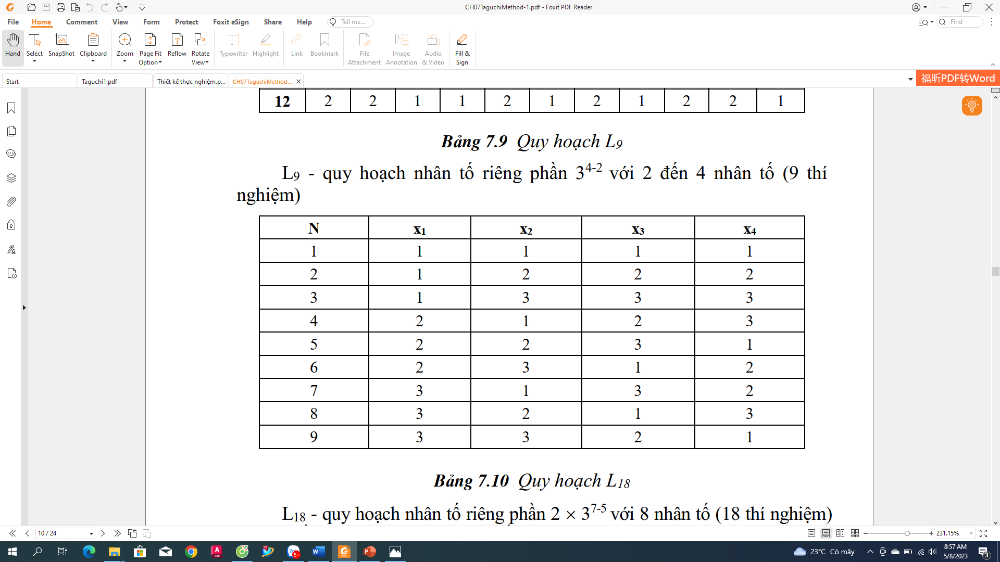 CH07TaguchiMethod-1.pdf - Foxit PDF Reader
File Home Comment View Form Protect Foxit eSign Share Help Tell me... Find
Hand Select SnapShot Clipboard Zoom Page Fit Option Reflow Rotate View Typewriter Highlight Link Bookmark File Attachment Image Annotation Audio & Video Fill & Sign
Start Taguchi1.pdf Thiết kế thực nghiệm.p... CH07TaguchiMethod... 福昕PDF转Word
12 2 2 1 1 2 1 2 1 2 2 1
Bảng 7.9 Quy hoạch L9
L9 - quy hoạch nhân tố riêng phần 3^4-2 với 2 đến 4 nhân tố (9 thí
nghiệm)
N x1 x2 x3 x4
1 1 1 1 1
2 1 2 2 2
3 1 3 3 3
4 2 1 2 3
5 2 2 3 1
6 2 3 1 2
7 3 1 3 2
8 3 2 1 3
9 3 3 2 1
Bảng 7.10 Quy hoạch L18
L18 - quy hoạch nhân tố riêng phần 2 × 3^7-5 với 8 nhân tố (18 thí nghiệm)
10 / 24 231.15%
23°C Có mây 8:57 AM
5/8/2023 3